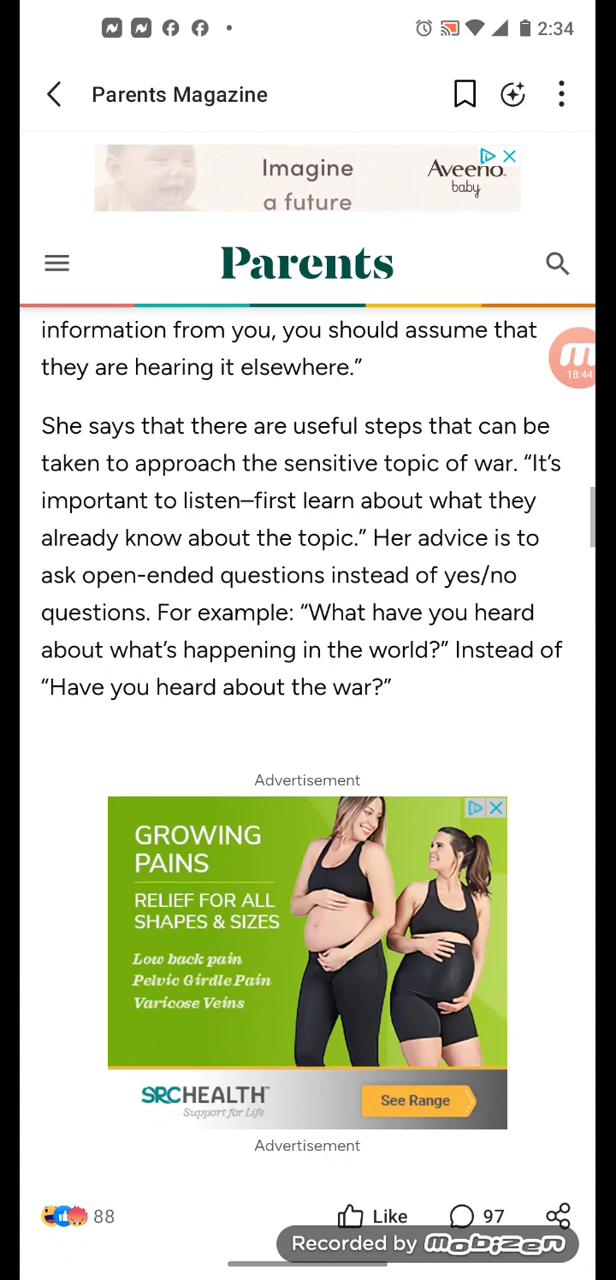 2:34
Parents Magazine
Imagine
a future
Aveeno.
baby
Parents
information from you, you should assume that
they are hearing it elsewhere.”
18:44
She says that there are useful steps that can be
taken to approach the sensitive topic of war. “It’s
important to listen–first learn about what they
already know about the topic.” Her advice is to
ask open-ended questions instead of yes/no
questions. For example: “What have you heard
about what’s happening in the world?” Instead of
“Have you heard about the war?”
Advertisement
GROWING
PAINS
RELIEF FOR ALL
SHAPES & SIZES
Low back pain
Pelvic Girdle Pain
Varicose Veins
SRCHEALTH™
Support for Life
See Range
Advertisement
88
Like
97
Recorded by mobizen